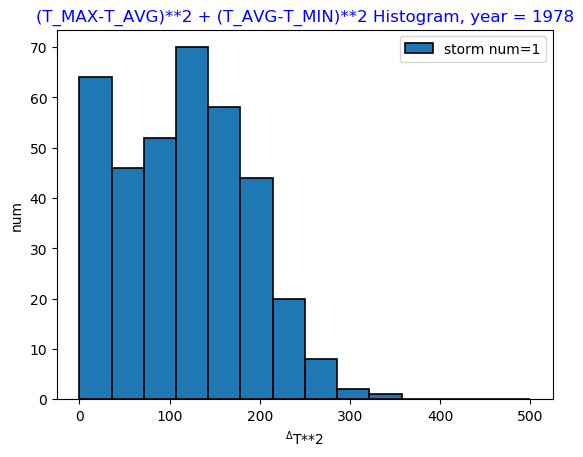 (T_MAX-T_AVG)**2 + (T_AVG-T_MIN)**2 Histogram, year = 1978
storm num=1
70
60
50
40
30
20
10
0
num
0 100 200 300 400 500
ΔT**2